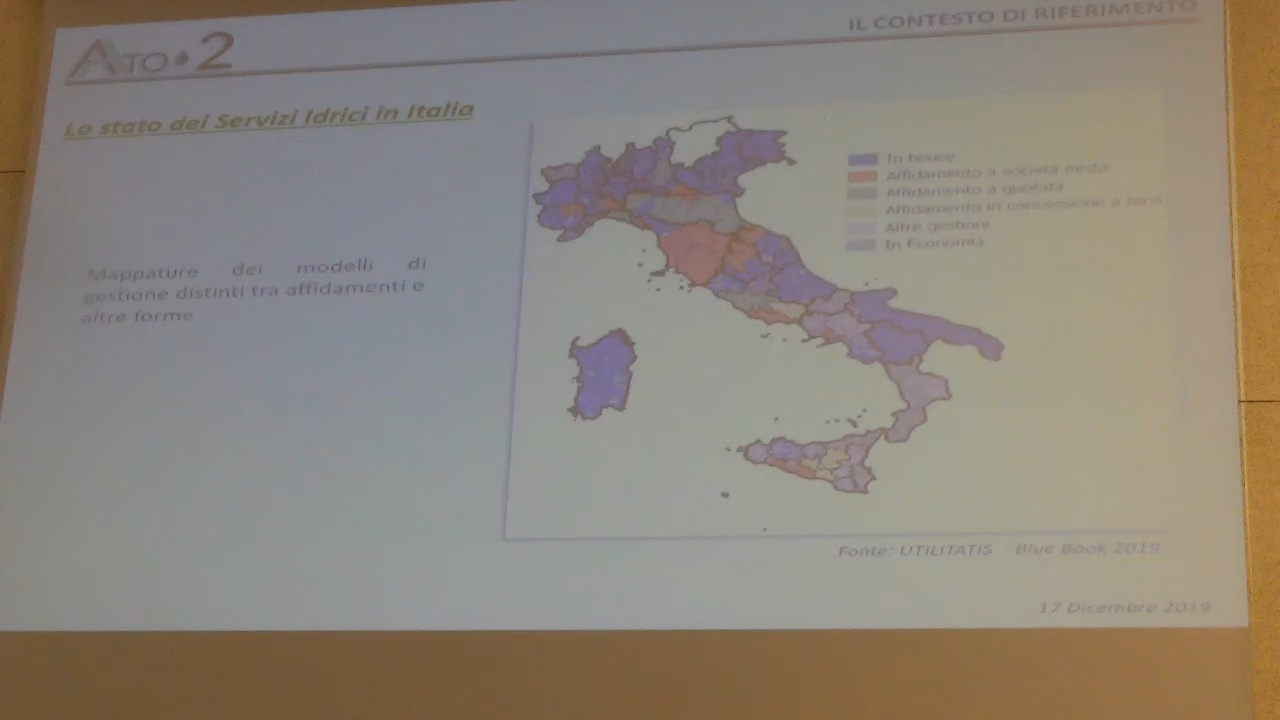 ATO•2
IL CONTESTO DI RIFERIMENTO
Lo stato dei Servizi Idrici in Italia
Mappature dei modelli di
gestione distinti tra affidamenti e
altre forme
In house
Affidamento a società mista
Affidamento a quotata
Affidamento in concessione a terzi
Altre gestioni
In Economia
Fonte: UTILITATIS Blue Book 2019
17 Dicembre 2019